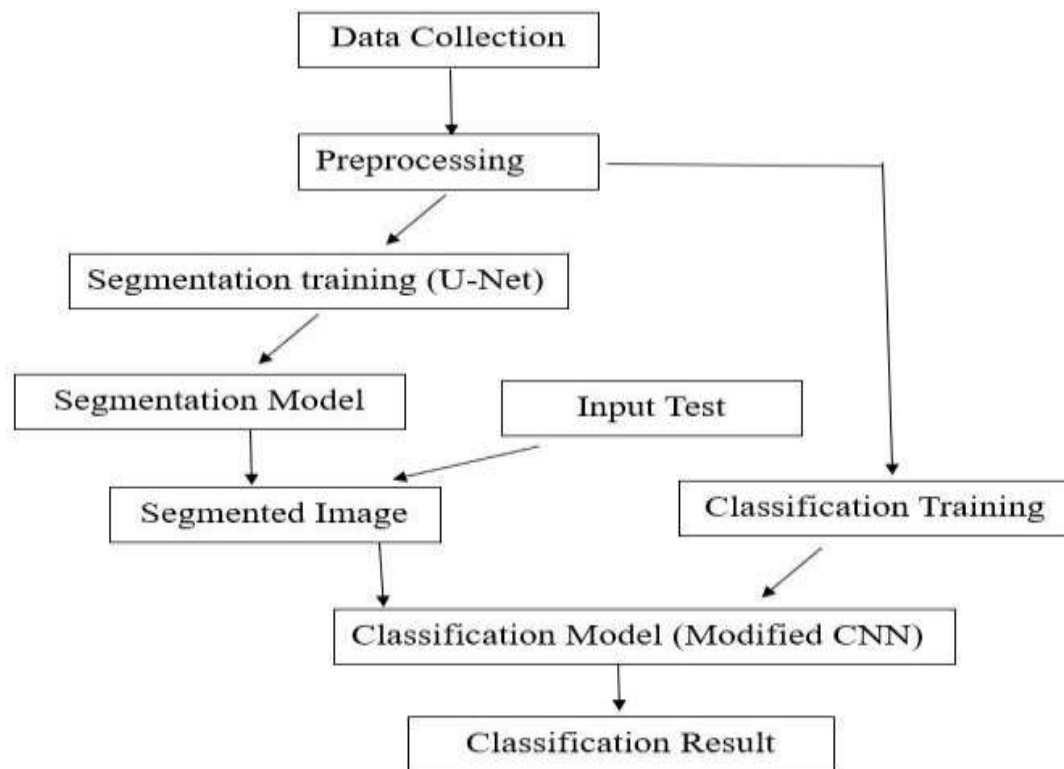 Data Collection
Preprocessing
Segmentation training (U-Net)
Segmentation Model
Input Test
Segmented Image
Classification Training
Classification Model (Modified CNN)
Classification Result